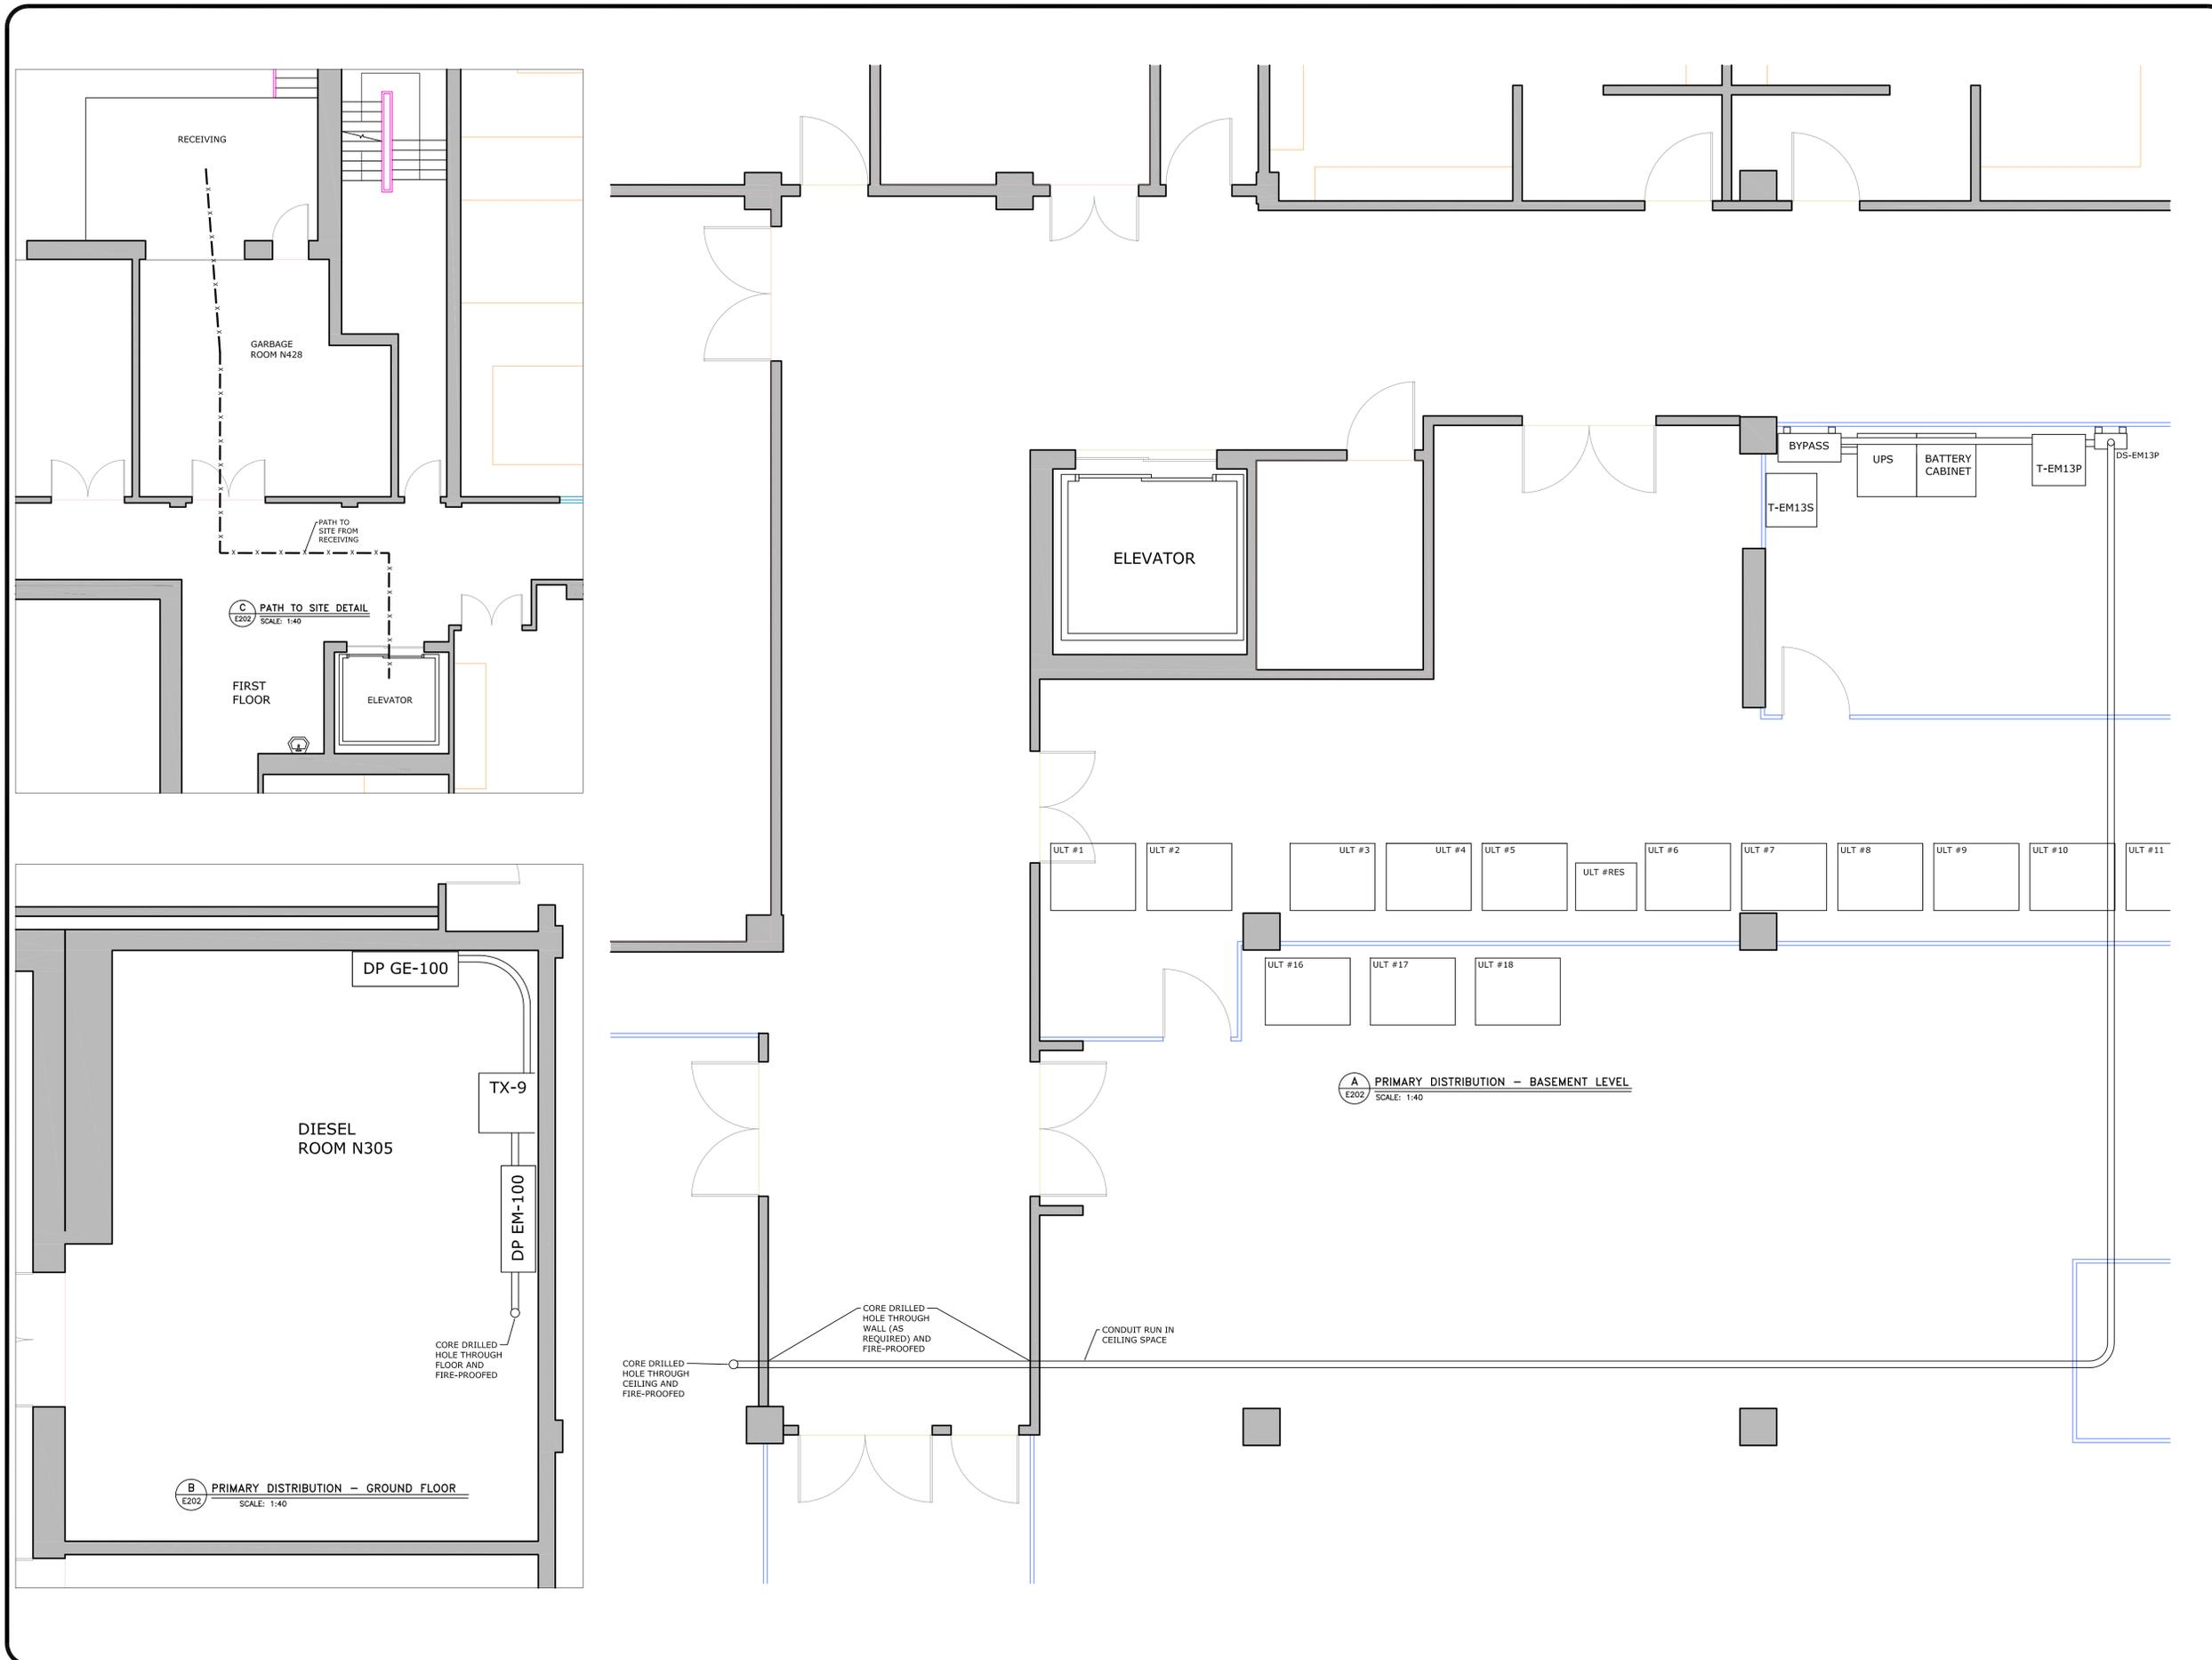 RECEIVING
GARBAGE
ROOM N428
PATH TO
SITE FROM
RECEIVING
C
E202
PATH TO SITE DETAIL
SCALE: 1:40
FIRST
FLOOR
ELEVATOR
DP GE-100
TX-9
DIESEL
ROOM N305
DP EM-100
CORE DRILLED
HOLE THROUGH
FLOOR AND
FIRE-PROOFED
B
E202
PRIMARY DISTRIBUTION - GROUND FLOOR
SCALE: 1:40
ELEVATOR
BYPASS
UPS
BATTERY
CABINET
T-EM13P
DS-EM13P
T-EM13S
ULT #1
ULT #2
ULT #3
ULT #4
ULT #5
ULT #RES
ULT #6
ULT #7
ULT #8
ULT #9
ULT #10
ULT #11
ULT #16
ULT #17
ULT #18
A
E202
PRIMARY DISTRIBUTION - BASEMENT LEVEL
SCALE: 1:40
CORE DRILLED
HOLE THROUGH
WALL (AS
REQUIRED) AND
FIRE-PROOFED
CONDUIT RUN IN
CEILING SPACE
CORE DRILLED
HOLE THROUGH
CEILING AND
FIRE-PROOFED